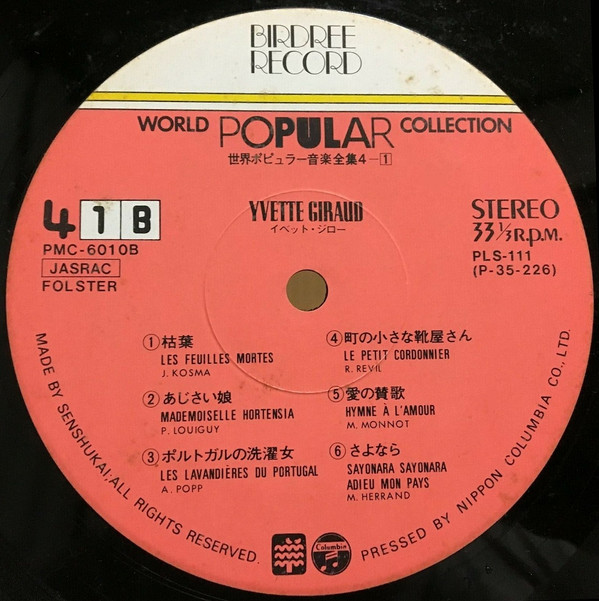 BIRDREE
RECORD
WORLD POPULAR COLLECTION
世界ポピュラー音楽全集4—1
4 1 B
PMC-6010B
JASRAC
FOLSTER
YVETTE GIRAUD
イベット・ジロー
STEREO
33 1/3 R.P.M.
PLS-111
(P-35-226)
①枯葉
LES FEUILLES MORTES
J. KOSMA
②あじさい娘
MADEMOISELLE HORTENSIA
P. LOUIGUY
③ポルトガルの洗濯女
LES LAVANDIÈRES DU PORTUGAL
A. POPP
④町の小さな靴屋さん
LE PETIT CORDONNIER
R. REVIL
⑤愛の賛歌
HYMNE À L'AMOUR
M. MONNOT
⑥さよなら
SAYONARA SAYONARA
ADIEU MON PAYS
M. HERRAND
MADE BY SENSHUKAI; ALL RIGHTS RESERVED.
Columbia
PRESSED BY NIPPON COLUMBIA CO., LTD.